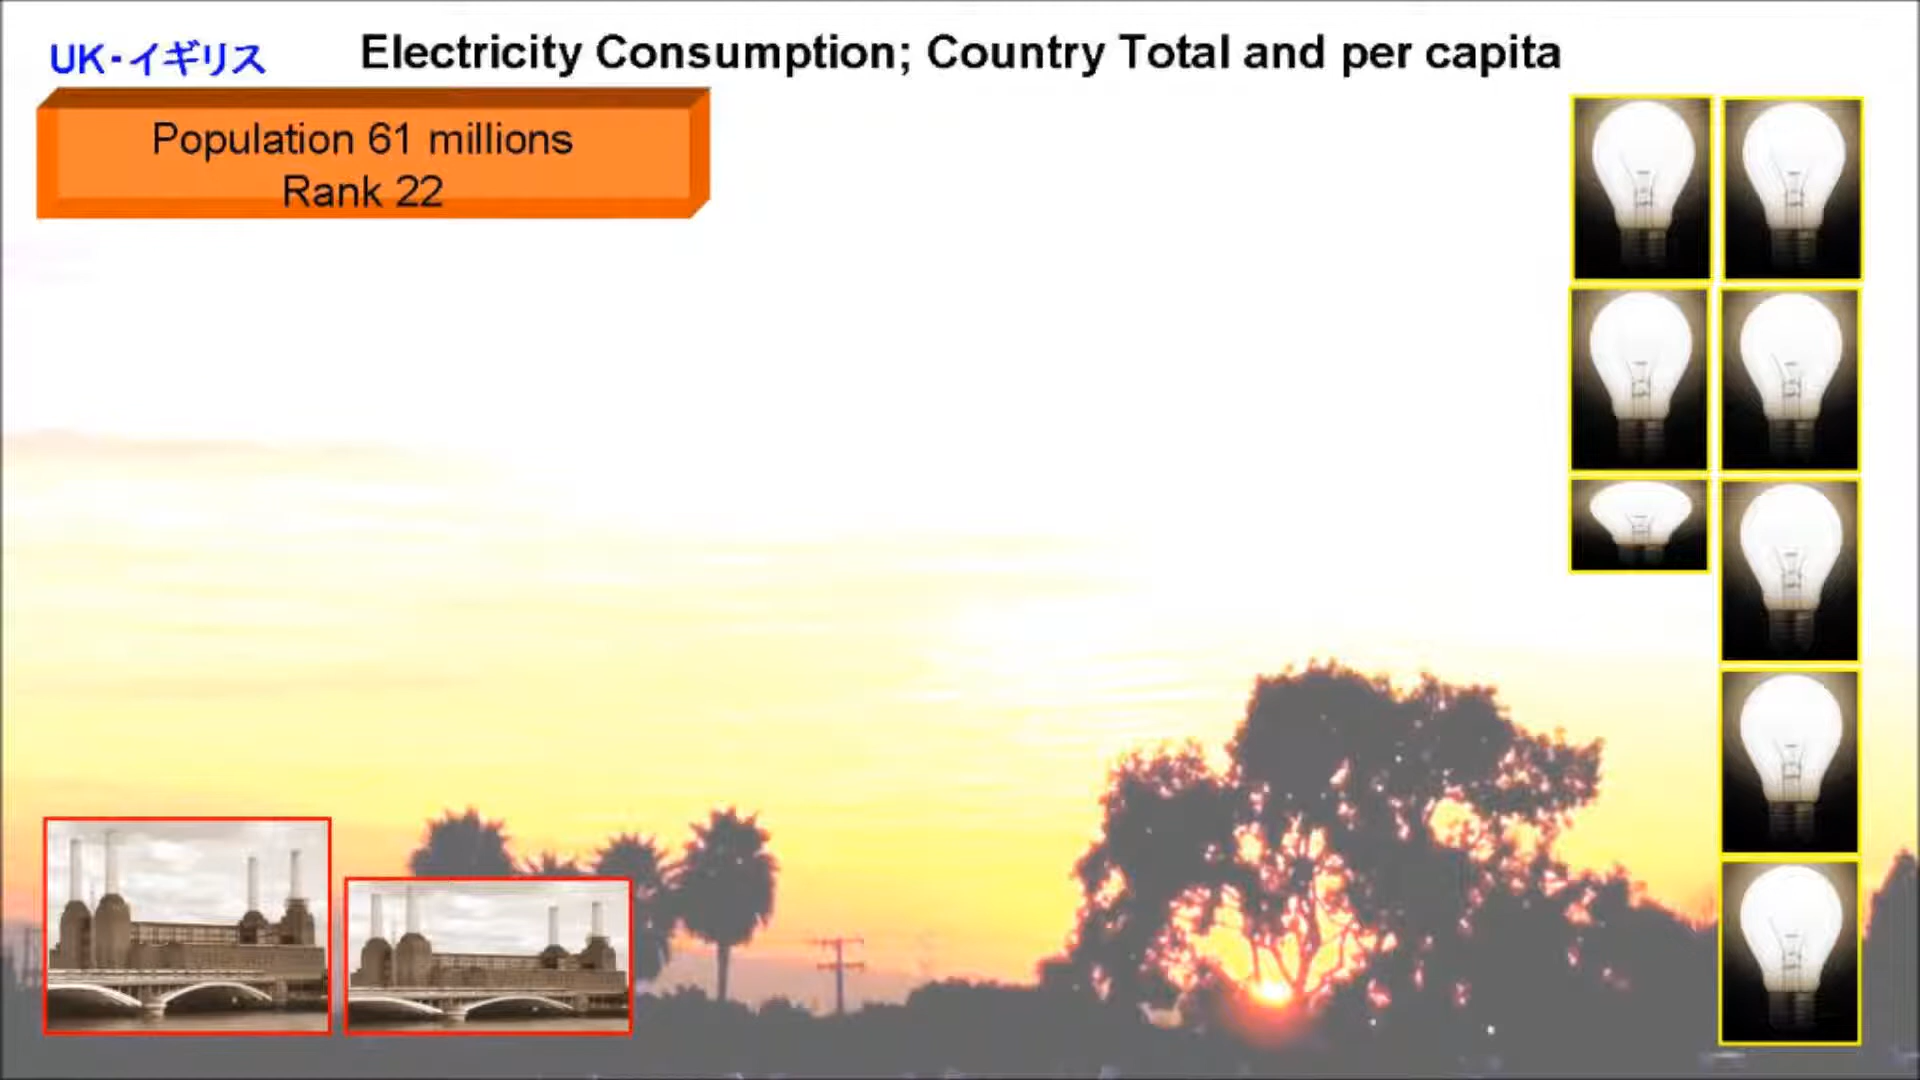 UK・イギリス
Electricity Consumption; Country Total and per capita
Population 61 millions
Rank 22